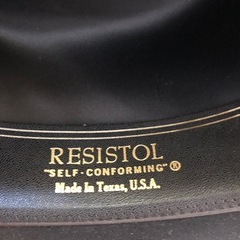 RESISTOL
"SELF-CONFORMING"®
Made In Texas, U.S.A.